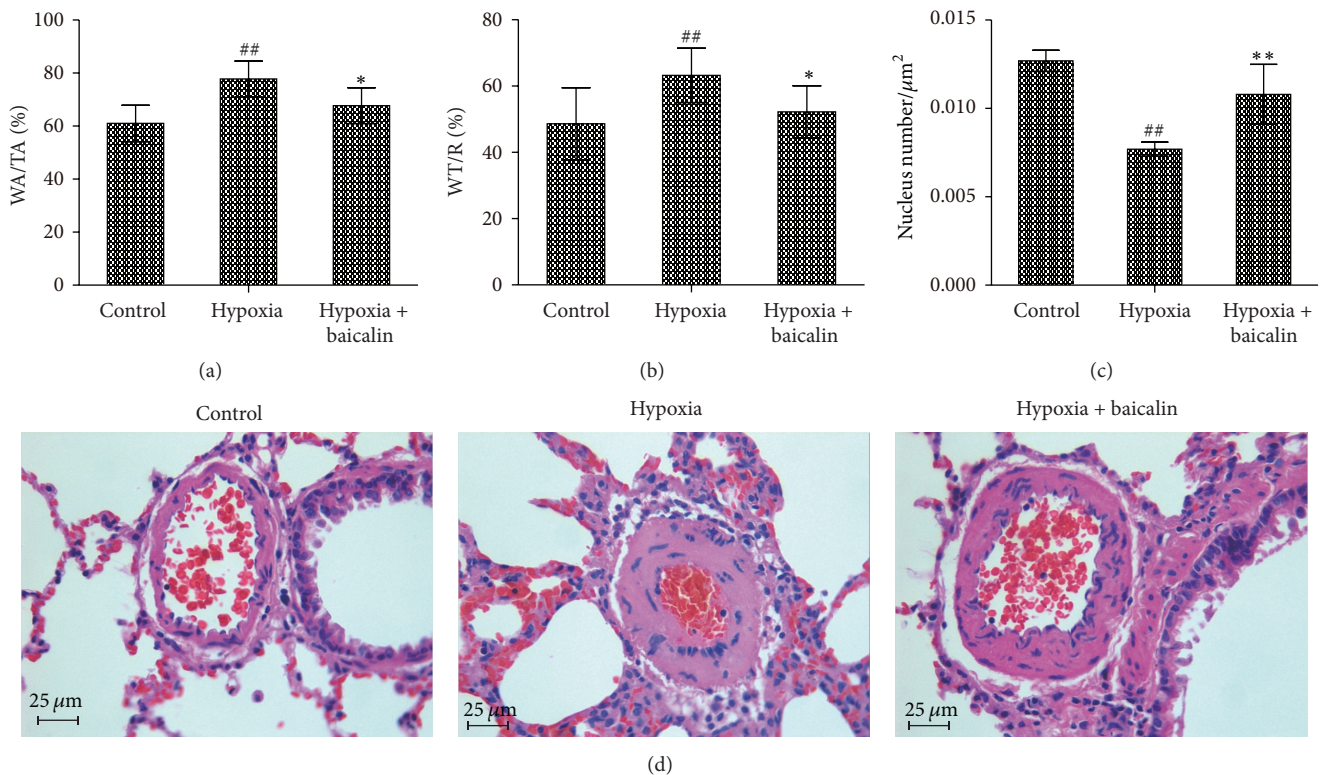 100
80
60
40
20
0
WA/TA (%)
##
*
Control
Hypoxia
Hypoxia +
baicalin
(a)
80
60
40
20
0
WT/R (%)
##
*
Control
Hypoxia
Hypoxia +
baicalin
(b)
0.015
0.010
0.005
0.000
Nucleus number/μm²
##
**
Control
Hypoxia
Hypoxia +
baicalin
(c)
Control
Hypoxia
Hypoxia + baicalin
25 μm
25 μm
25 μm
(d)